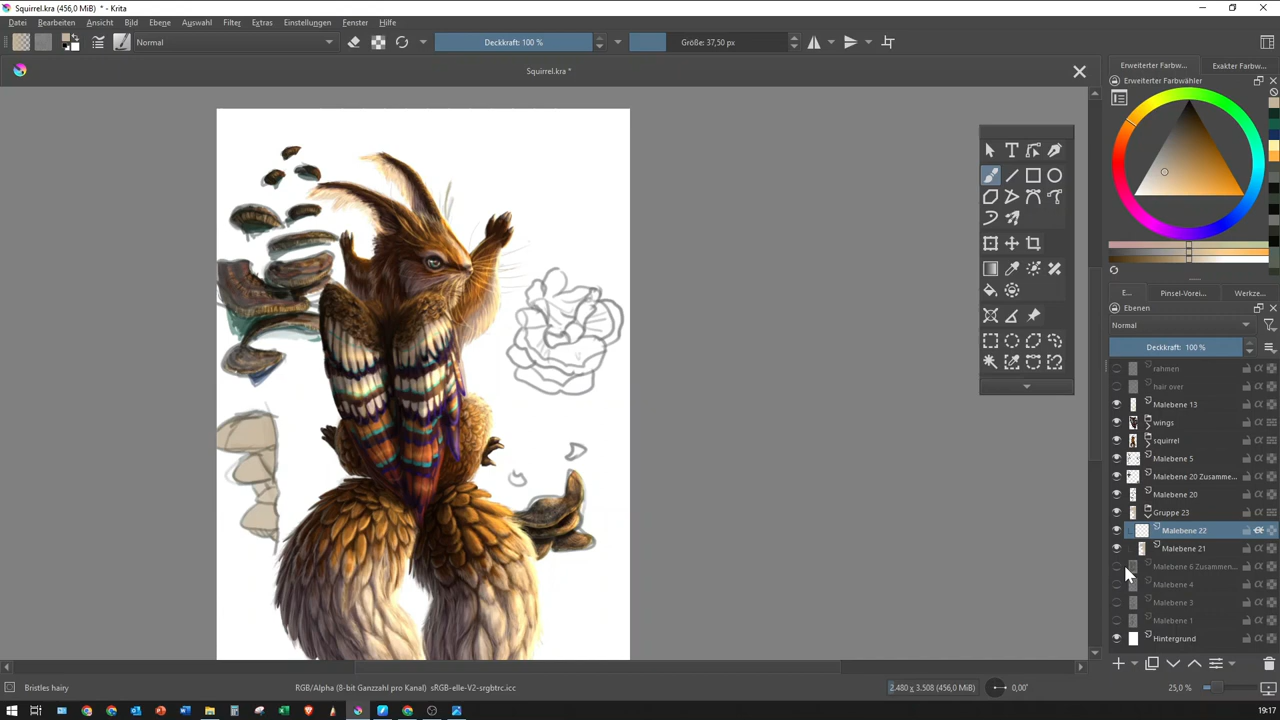 Squirrel.kra (456,0 MiB) * - Krita
Datei Bearbeiten Ansicht Bild Ebene Auswahl Filter Extras Einstellungen Fenster Hilfe
Normal Deckkraft: 100 % Größe: 37,50 px
Squirrel.kra *
Erweiterter Farbw... Exakter Farbw...
Erweiterter Farbwähler
E... Pinsel-Vorei... Werkze...
Ebenen
Normal
Deckkraft: 100 %
rahmen
hair over
Malebene 13
wings
squirrel
Malebene 5
Malebene 20 Zusamme...
Malebene 20
Gruppe 23
Malebene 22
Malebene 21
Malebene 6 Zusammen...
Malebene 4
Malebene 3
Malebene 1
Hintergrund
Bristles hairy RGB/Alpha (8-bit Ganzzahl pro Kanal) sRGB-elle-V2-srgbtrc.icc 2.480 x 3.508 (456,0 MiB) 0,00° 25,0 %
19:17